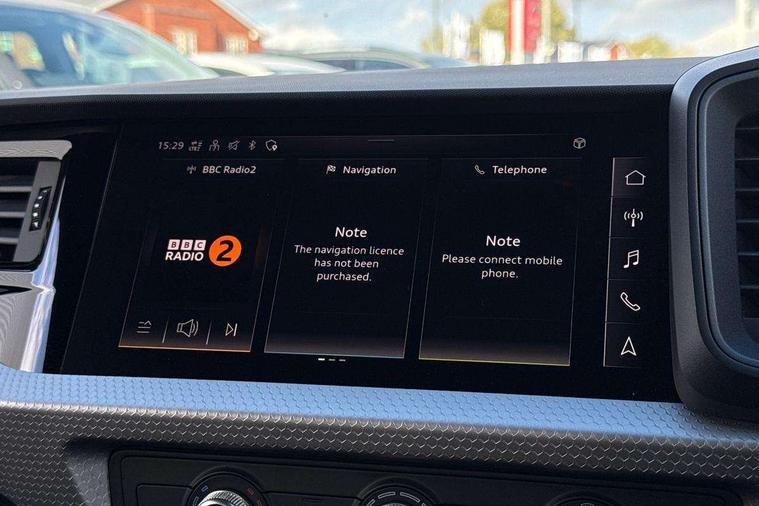 15:29
BBC Radio2
Navigation
Telephone
BBC
RADIO 2
Note
The navigation licence
has not been
purchased.
Note
Please connect mobile
phone.